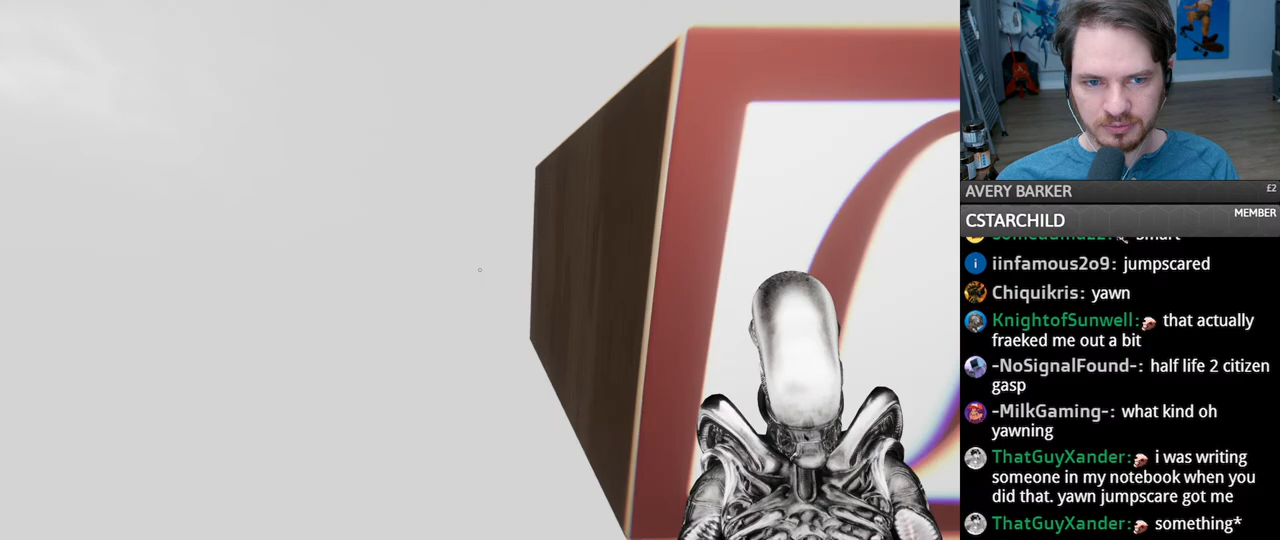 AVERY BARKER £2
CSTARCHILD MEMBER
smart
iinfamous2o9: jumpscared
Chiquikris: yawn
KnightofSunwell: that actually
fraeked me out a bit
-NoSignalFound-: half life 2 citizen
gasp
-MilkGaming-: what kind oh
yawning
ThatGuyXander: i was writing
someone in my notebook when you
did that. yawn jumpscare got me
ThatGuyXander: something*